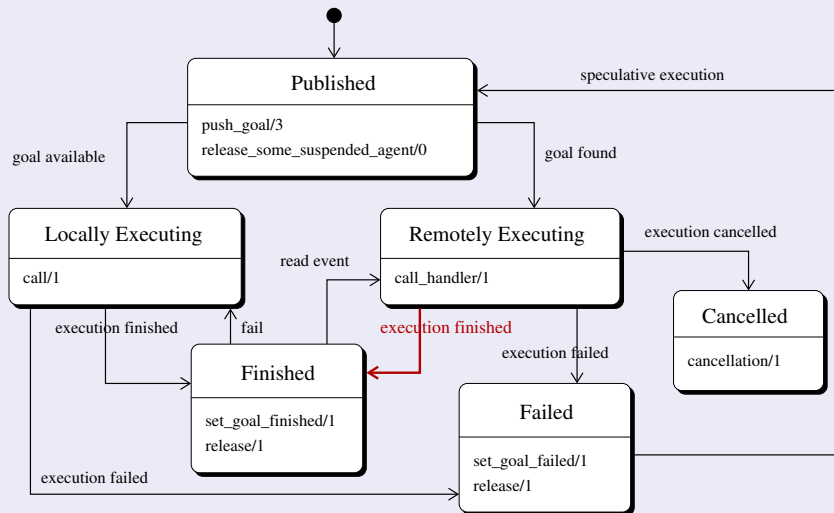 Published
speculative execution
push_goal/3
release_some_suspended_agent/0
goal available
goal found
Locally Executing
Remotely Executing
execution cancelled
call/1
read event
call_handler/1
Cancelled
execution finished
fail
execution finished
execution failed
cancellation/1
Finished
Failed
set_goal_finished/1
release/1
set_goal_failed/1
release/1
execution failed